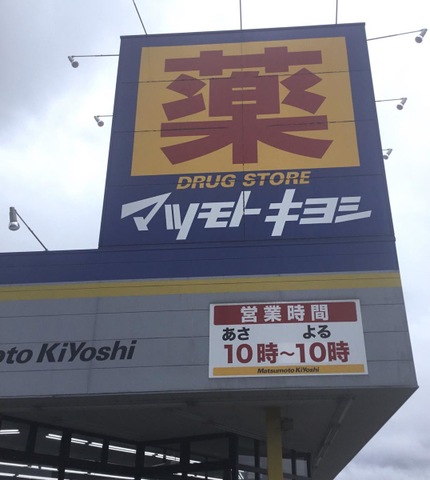 薬
DRUG STORE
マツモトキヨシ
oto KiYoshi
営業時間
あさ よる
10時～10時
Matsumoto KiYoshi